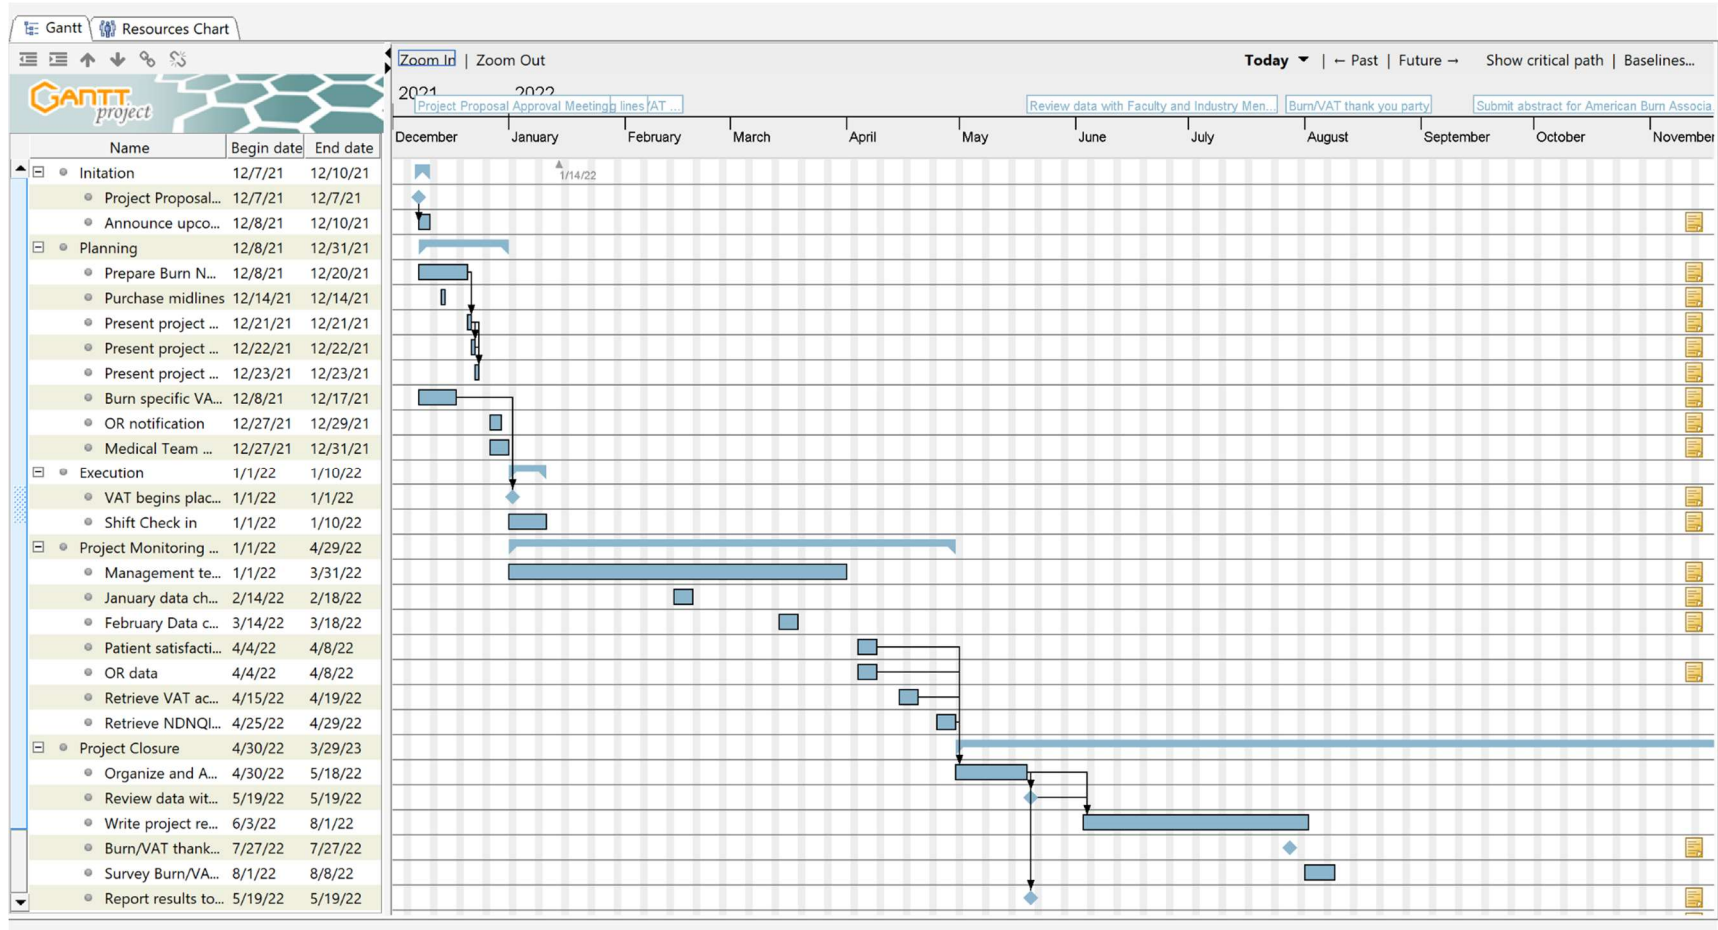 Gantt Resources Chart
Zoom In | Zoom Out Today | ← Past | Future → Show critical path | Baselines...
GANTT
project
2021 2022
Project Proposal Approval Meeting lines /AT ... Review data with Faculty and Industry Men... Burn/VAT thank you party Submit abstract for American Burn Associa
December January February March April May June July August September October November
Name Begin date End date
1/14/22
Initation 12/7/21 12/10/21
Project Proposal... 12/7/21 12/7/21
Announce upco... 12/8/21 12/10/21
Planning 12/8/21 12/31/21
Prepare Burn N... 12/8/21 12/20/21
Purchase midlines 12/14/21 12/14/21
Present project ... 12/21/21 12/21/21
Present project ... 12/22/21 12/22/21
Present project ... 12/23/21 12/23/21
Burn specific VA... 12/8/21 12/17/21
OR notification 12/27/21 12/29/21
Medical Team ... 12/27/21 12/31/21
Execution 1/1/22 1/10/22
VAT begins plac... 1/1/22 1/1/22
Shift Check in 1/1/22 1/10/22
Project Monitoring ... 1/1/22 4/29/22
Management te... 1/1/22 3/31/22
January data ch... 2/14/22 2/18/22
February Data c... 3/14/22 3/18/22
Patient satisfacti... 4/4/22 4/8/22
OR data 4/4/22 4/8/22
Retrieve VAT ac... 4/15/22 4/19/22
Retrieve NDNQI... 4/25/22 4/29/22
Project Closure 4/30/22 3/29/23
Organize and A... 4/30/22 5/18/22
Review data wit... 5/19/22 5/19/22
Write project re... 6/3/22 8/1/22
Burn/VAT thank... 7/27/22 7/27/22
Survey Burn/VA... 8/1/22 8/8/22
Report results to... 5/19/22 5/19/22